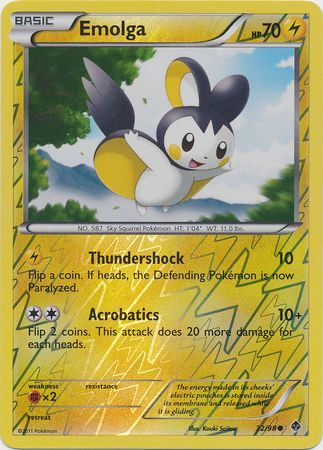 BASIC
Emolga
HP70
NO. 587 Sky Squirrel Pokémon HT: 1'04" WT: 11.0 lbs.
Thundershock 10
Flip a coin. If heads, the Defending Pokémon is now
Paralyzed.
Acrobatics 10+
Flip 2 coins. This attack does 20 more damage for
each heads.
weakness resistance
×2
retreat
The energy made in its cheeks'
electric pouches is stored inside
its membrane and released while
it is gliding.
©2011 Pokémon
Illus. Kouki Saitou
32/98